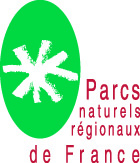 Parcs
naturels
régionaux
de France